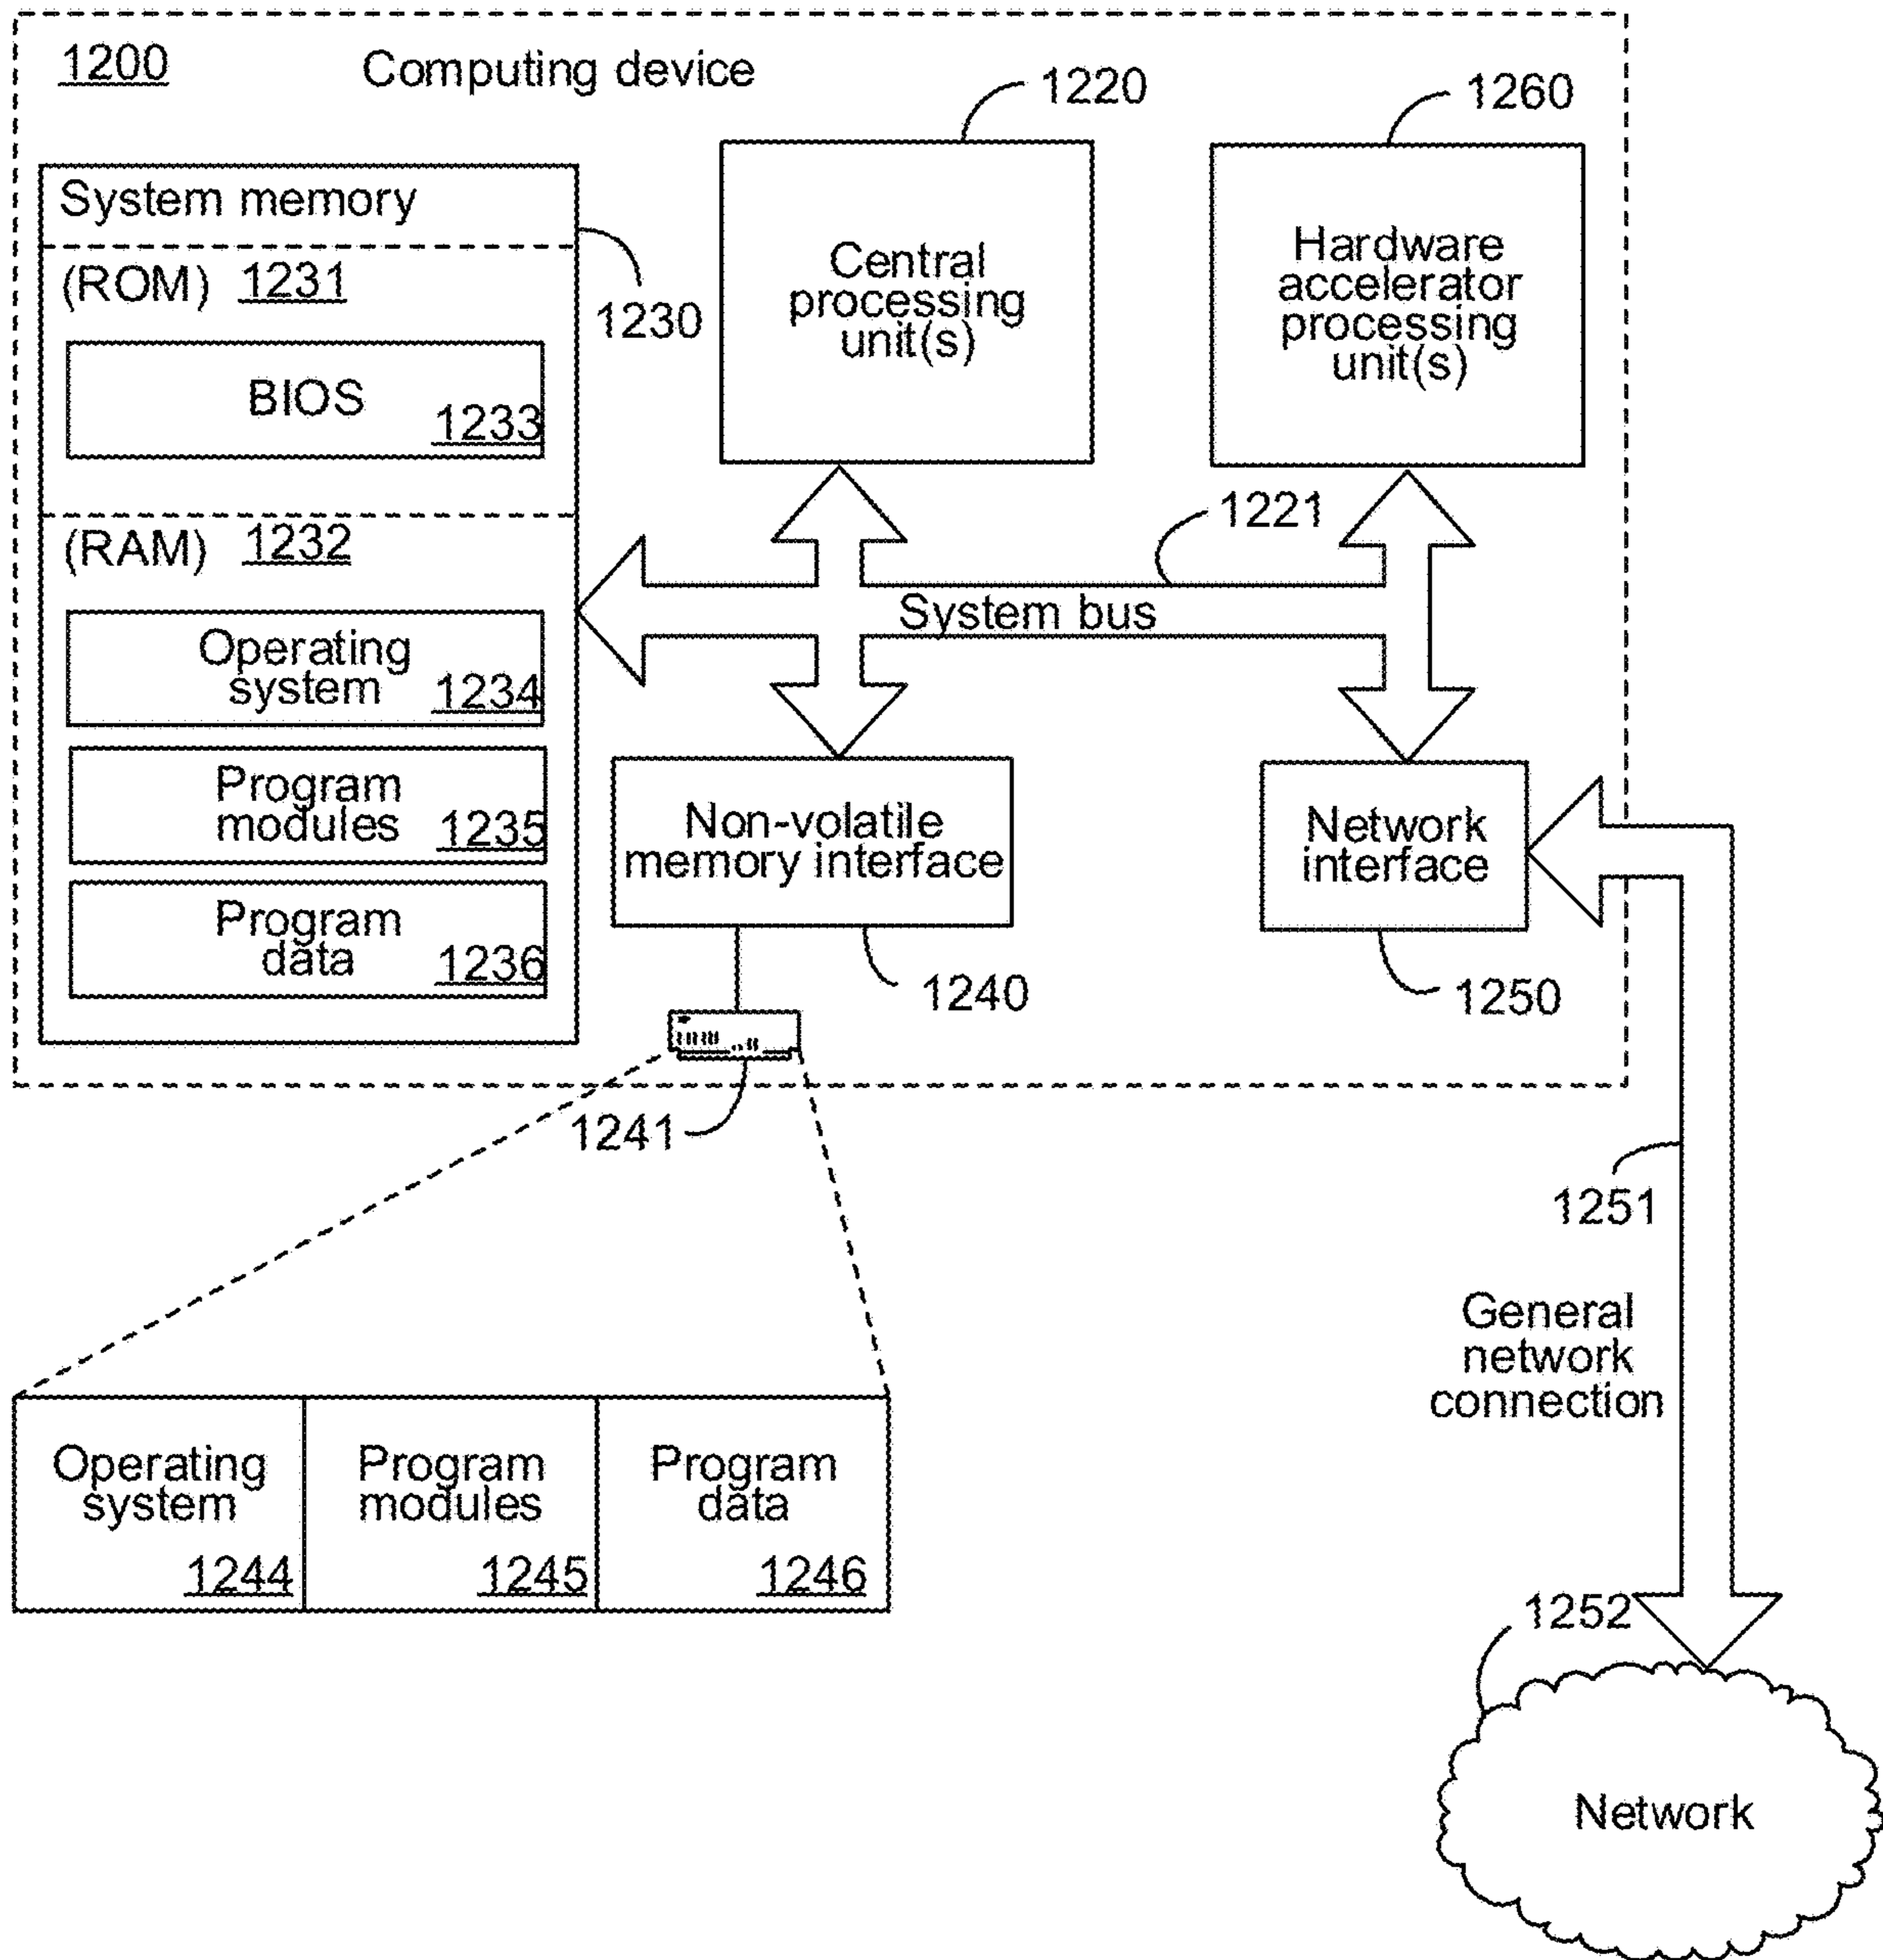 1200 Computing device
1220
1260
System memory
(ROM) 1231
1230
BIOS
1233
(RAM) 1232
Operating
system
1234
Program
modules
1235
Program
data
1236
Central
processing
unit(s)
Hardware
accelerator
processing
unit(s)
1221
System bus
Non-volatile
memory interface
1240
Network
interface
1250
1241
1251
General
network
connection
Operating
system
1244
Program
modules
1245
Program
data
1246
1252
Network